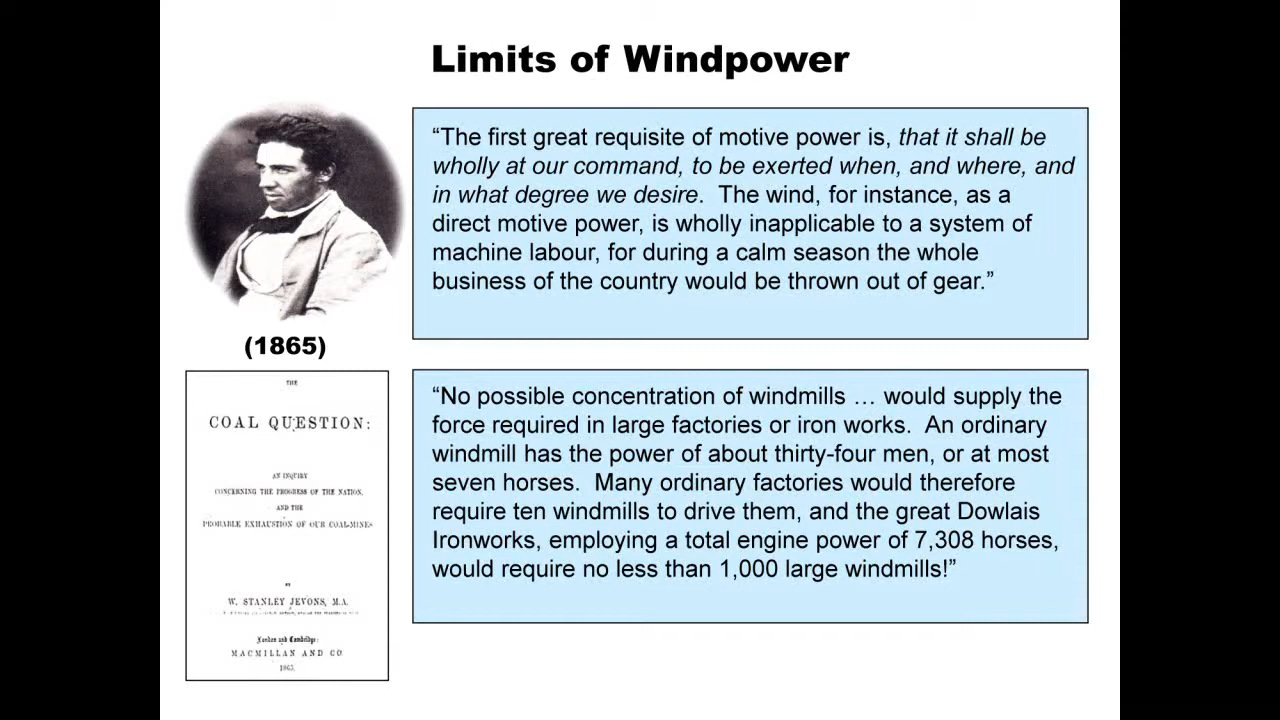 Limits of Windpower
“The first great requisite of motive power is, that it shall be
wholly at our command, to be exerted when, and where, and
in what degree we desire.  The wind, for instance, as a
direct motive power, is wholly inapplicable to a system of
machine labour, for during a calm season the whole
business of the country would be thrown out of gear.”
(1865)
THE
COAL QUESTION:
AN INQUIRY
CONCERNING THE PROGRESS OF THE NATION,
AND THE
PROBABLE EXHAUSTION OF OUR COAL-MINES
BY
W. STANLEY JEVONS, M.A.
London and Cambridge:
MACMILLAN AND CO.
1865.
“No possible concentration of windmills … would supply the
force required in large factories or iron works.  An ordinary
windmill has the power of about thirty-four men, or at most
seven horses.  Many ordinary factories would therefore
require ten windmills to drive them, and the great Dowlais
Ironworks, employing a total engine power of 7,308 horses,
would require no less than 1,000 large windmills!”